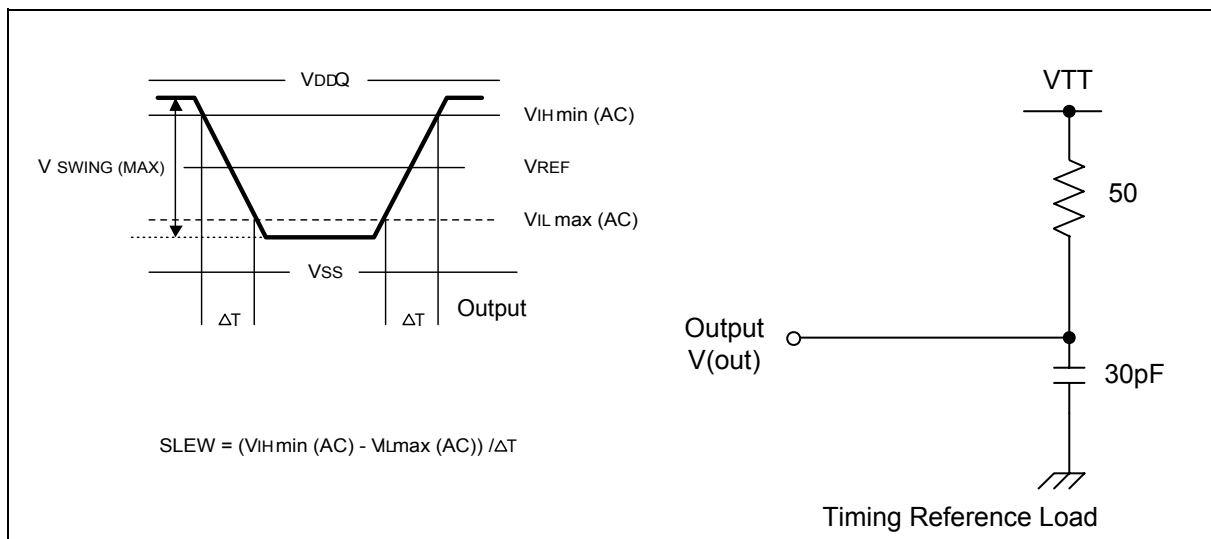 VDDQ
VIH min (AC)
V SWING (MAX)
VREF
VIL max (AC)
VSS
ΔT
ΔT
Output
SLEW = (VIH min (AC) - VILmax (AC)) /ΔT
VTT
50
Output
V(out)
30pF
Timing Reference Load